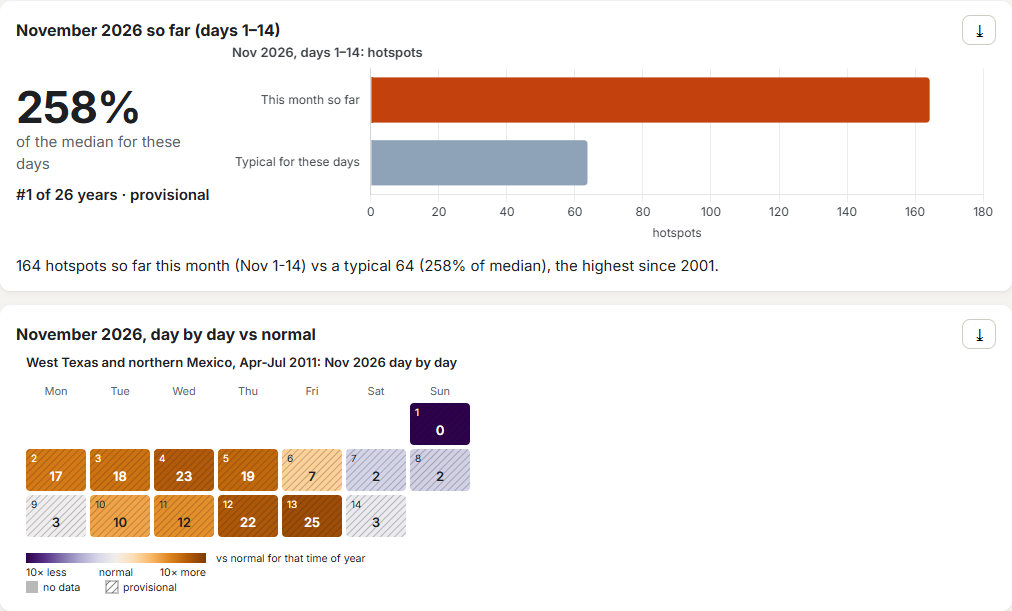 November 2026 so far (days 1–14)
Nov 2026, days 1–14: hotspots
258%
of the median for these
days
#1 of 26 years · provisional
This month so far
Typical for these days
0 20 40 60 80 100 120 140 160 180
hotspots
164 hotspots so far this month (Nov 1-14) vs a typical 64 (258% of median), the highest since 2001.
November 2026, day by day vs normal
West Texas and northern Mexico, Apr-Jul 2011: Nov 2026 day by day
Mon Tue Wed Thu Fri Sat Sun
1
0
2 3 4 5 6 7 8
17 18 23 19 7 2 2
9 10 11 12 13 14
3 10 12 22 25 3
vs normal for that time of year
10× less normal 10× more
no data provisional